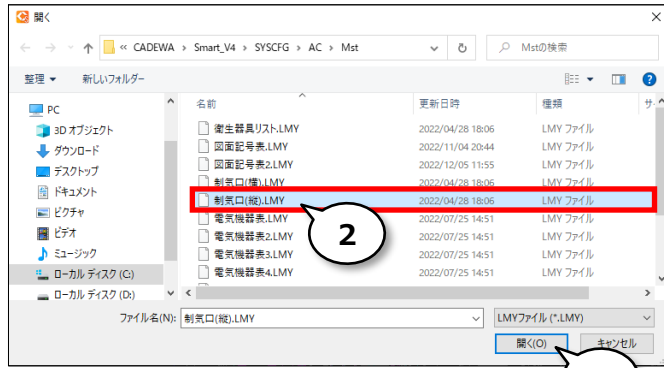 開く
« CADEWA > Smart_V4 > SYSCFG > AC > Mst
Mstの検索
整理 新しいフォルダー
名前 更新日時 種類 サ
PC
3D オブジェクト
ダウンロード
デスクトップ
ドキュメント
ピクチャ
ビデオ
ミュージック
ローカル ディスク (C:)
ローカル ディスク (D:)
衛生器具リスト.LMY 2022/04/28 18:06 LMY ファイル
図面記号表.LMY 2022/11/04 20:44 LMY ファイル
図面記号表2.LMY 2022/12/05 11:55 LMY ファイル
制気口(横).LMY 2022/04/28 18:06 LMY ファイル
制気口(縦).LMY 2022/04/28 18:06 LMY ファイル
電気機器表.LMY 2022/07/25 14:51 LMY ファイル
電気機器表2.LMY 2022/07/25 14:51 LMY ファイル
電気機器表3.LMY 2022/07/25 14:51 LMY ファイル
電気機器表4.LMY 2022/07/25 14:51 LMY ファイル
2
ファイル名(N): 制気口(縦).LMY LMYファイル (*.LMY)
開く(O) キャンセル